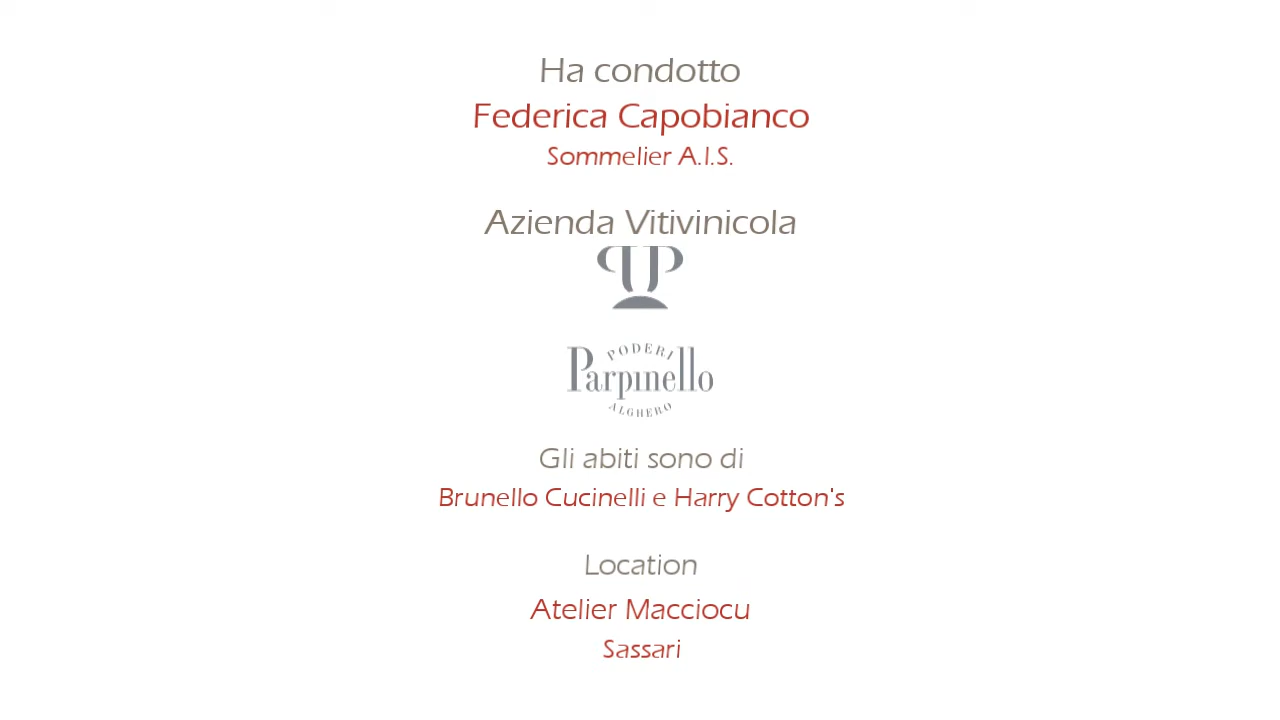 Ha condotto
Federica Capobianco
Sommelier A.I.S.
Azienda Vitivinicola
PODERI
Parpinello
ALGHERO
Gli abiti sono di
Brunello Cucinelli e Harry Cotton's
Location
Atelier Macciocu
Sassari